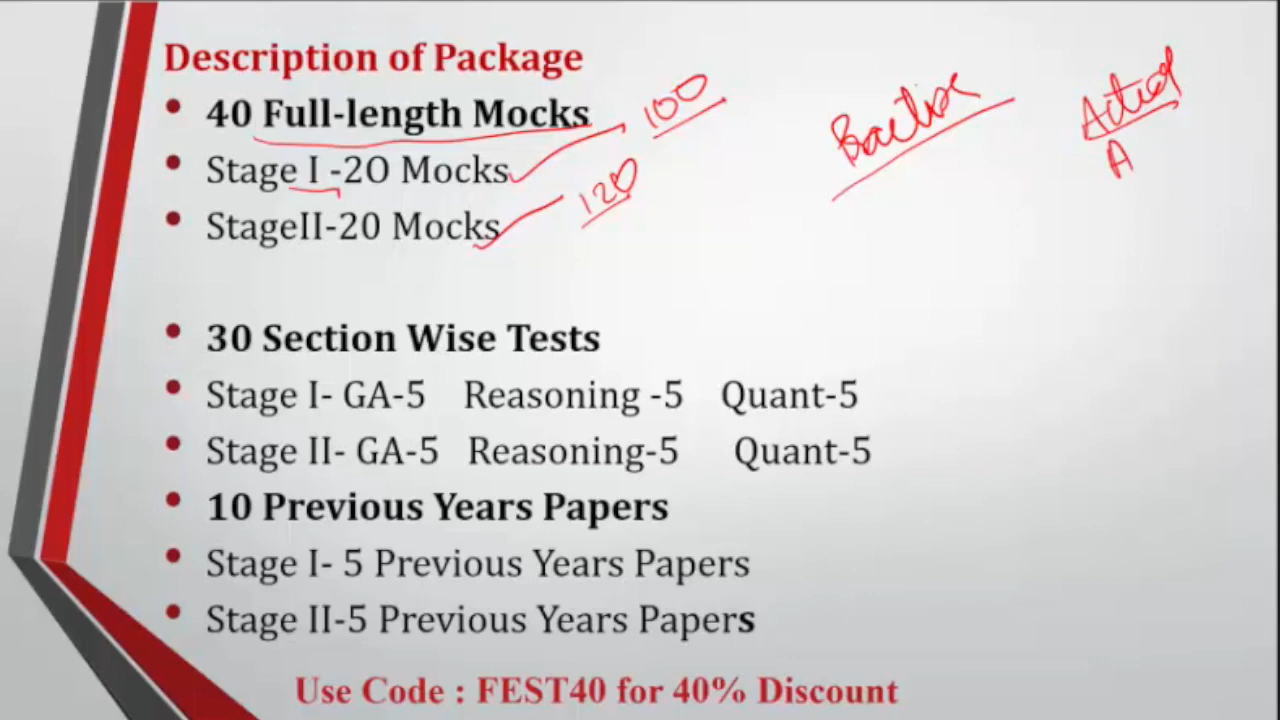 Description of Package
• 40 Full-length Mocks
100
• Stage I -2O Mocks
120
• StageII-20 Mocks
Actual
A
• 30 Section Wise Tests
• Stage I- GA-5 Reasoning -5 Quant-5
• Stage II- GA-5 Reasoning-5 Quant-5
• 10 Previous Years Papers
• Stage I- 5 Previous Years Papers
• Stage II-5 Previous Years Papers
Use Code : FEST40 for 40% Discount